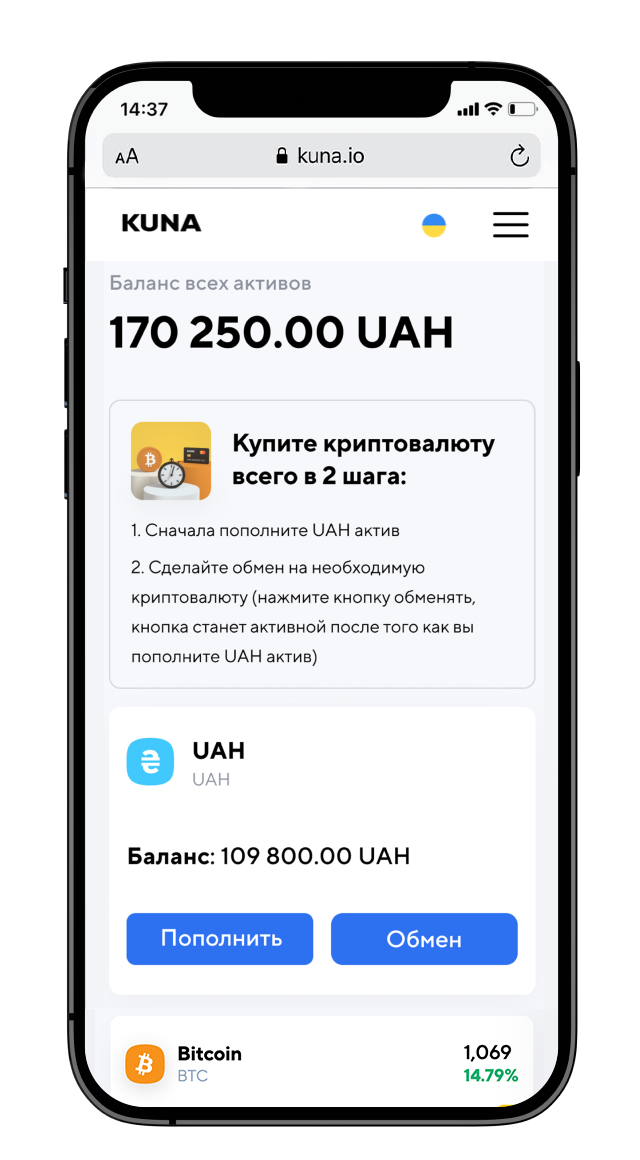 14:37
AA
kuna.io
KUNA
Баланс всех активов
170 250.00 UAH
Купите криптовалюту
всего в 2 шага:
1. Сначала пополните UAH актив
2. Сделайте обмен на необходимую
криптовалюту (нажмите кнопку обменять,
кнопка станет активной после того как вы
пополните UAH актив)
UAH
UAH
Баланс: 109 800.00 UAH
Пополнить
Обмен
Bitcoin
1,069
BTC
14.79%